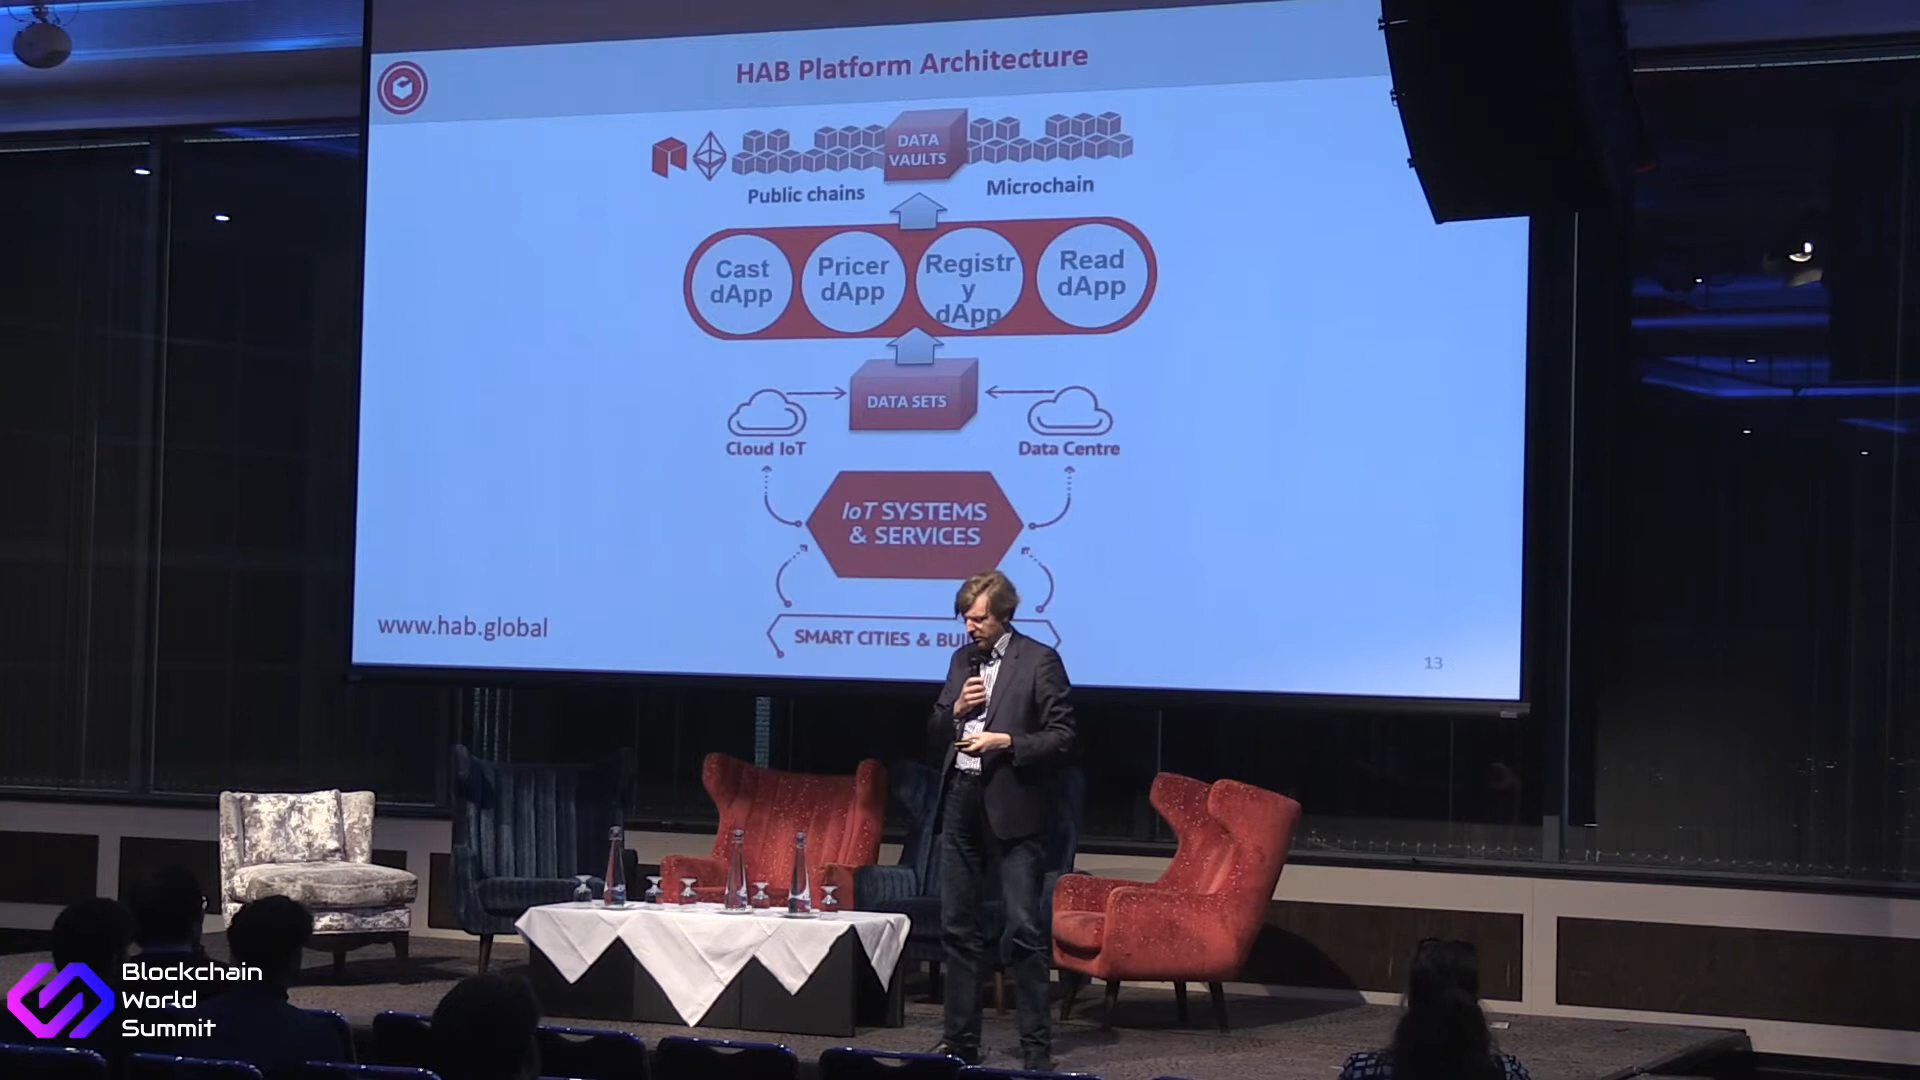 HAB Platform Architecture
DATA
VAULTS
Public chains
Microchain
Cast
dApp
Pricer
dApp
Registr
y
dApp
Read
dApp
DATA SETS
Cloud IoT
Data Centre
IoT SYSTEMS
& SERVICES
SMART CITIES &
www.hab.global
13
Blockchain
World
Summit